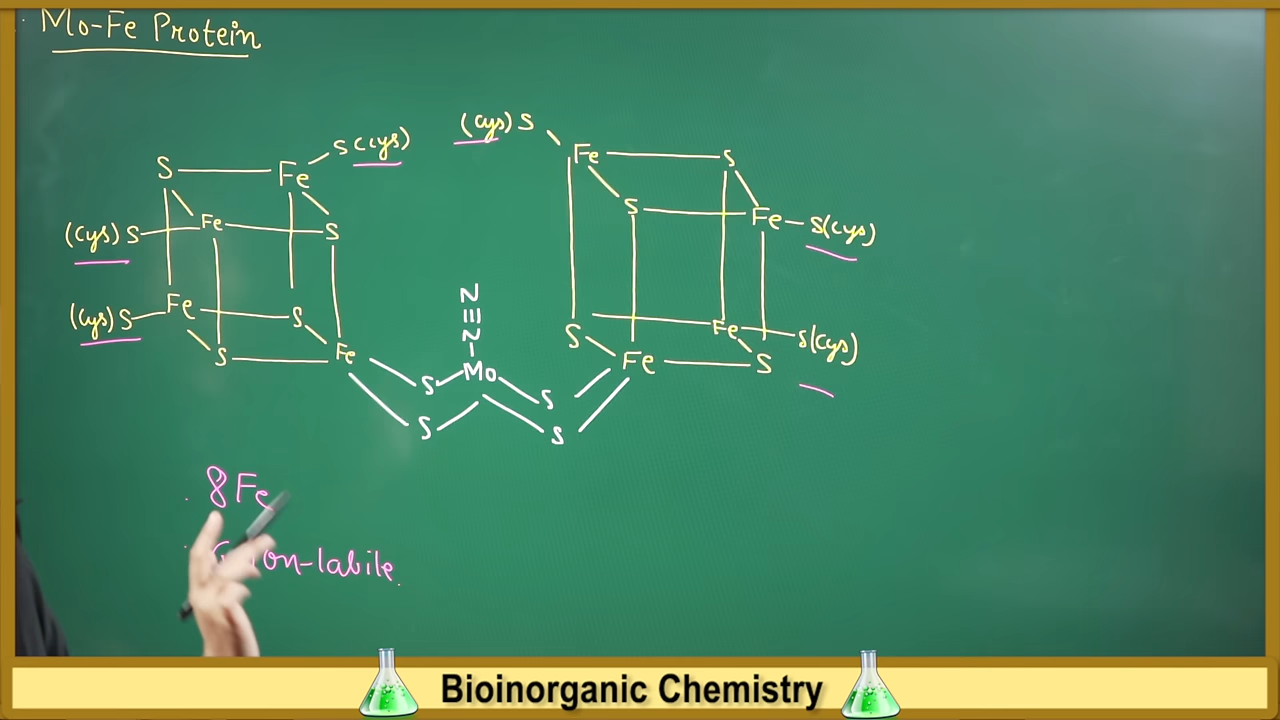 Mo-Fe Protein
(Cys) S
S Fe S (Cys)
Fe S
(Cys) S Fe S
S Fe S(Cys)
N
≡
N
(Cys) S Fe S
S Fe S(Cys)
S Fe
Fe S
S Mo S
S S
8 Fe
non-labile
Bioinorganic Chemistry